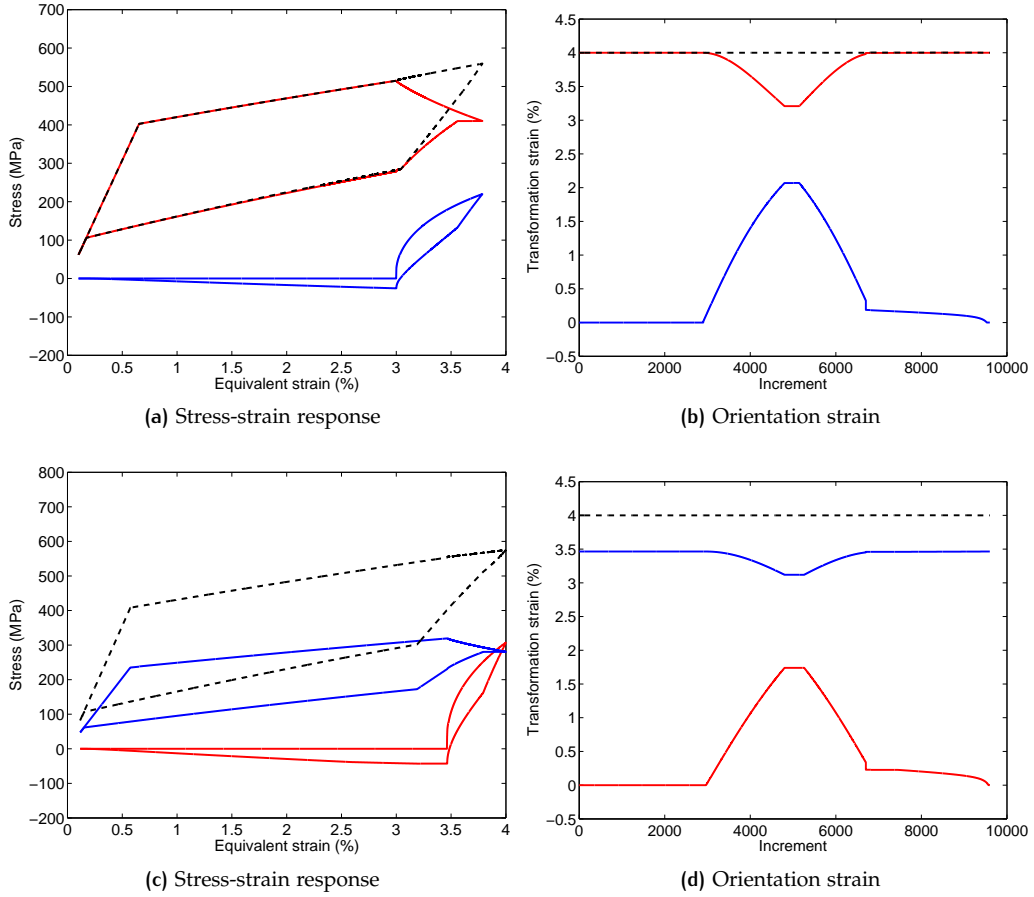 700
600
500
400
300
200
100
0
−100
−200
0 0.5 1 1.5 2 2.5 3 3.5 4
Stress (MPa)
Equivalent strain (%)
(a) Stress-strain response
4.5
4
3.5
3
2.5
2
1.5
1
0.5
0
−0.5
0 2000 4000 6000 8000 10000
Transformation strain (%)
Increment
(b) Orientation strain
800
700
600
500
400
300
200
100
0
−100
−200
0 0.5 1 1.5 2 2.5 3 3.5 4
Stress (MPa)
Equivalent strain (%)
(c) Stress-strain response
4.5
4
3.5
3
2.5
2
1.5
1
0.5
0
−0.5
0 2000 4000 6000 8000 10000
Transformation strain (%)
Increment
(d) Orientation strain